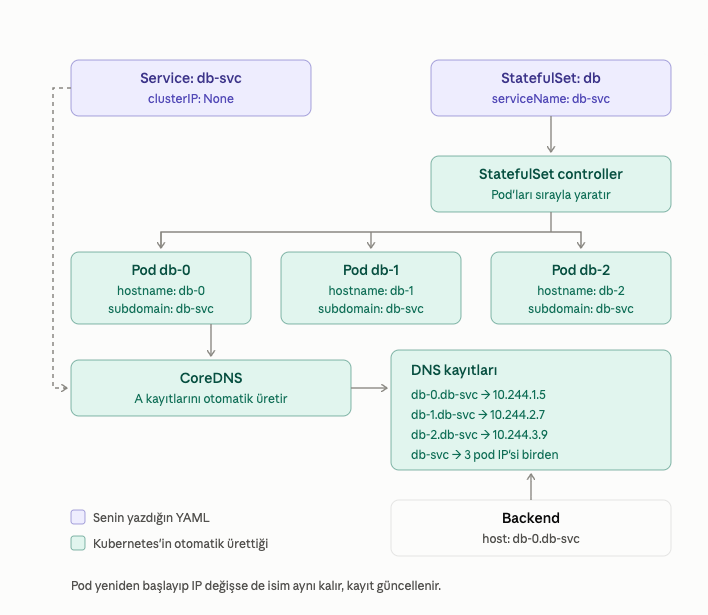 Service: db-svc
clusterIP: None
StatefulSet: db
serviceName: db-svc
StatefulSet controller
Pod'ları sırayla yaratır
Pod db-0
hostname: db-0
subdomain: db-svc
Pod db-1
hostname: db-1
subdomain: db-svc
Pod db-2
hostname: db-2
subdomain: db-svc
CoreDNS
A kayıtlarını otomatik üretir
DNS kayıtları
db-0.db-svc → 10.244.1.5
db-1.db-svc → 10.244.2.7
db-2.db-svc → 10.244.3.9
db-svc → 3 pod IP'si birden
Backend
host: db-0.db-svc
Senin yazdığın YAML
Kubernetes'in otomatik ürettiği
Pod yeniden başlayıp IP değişse de isim aynı kalır, kayıt güncellenir.